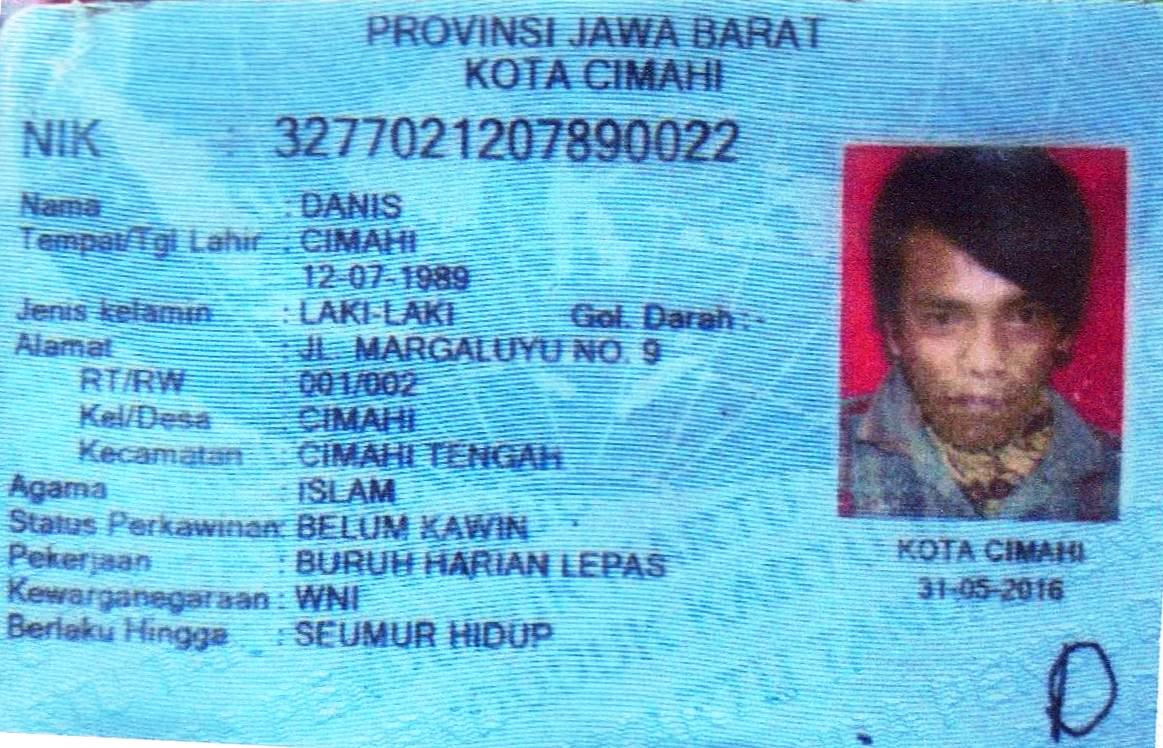 PROVINSI JAWA BARAT
KOTA CIMAHI
NIK : 3277021207890022
Nama : DANIS
Tempat/Tgl Lahir : CIMAHI
12-07-1989
Jenis kelamin : LAKI-LAKI Gol. Darah : -
Alamat : JL. MARGALUYU NO. 9
RT/RW : 001/002
Kel/Desa : CIMAHI
Kecamatan : CIMAHI TENGAH
Agama : ISLAM
Status Perkawinan: BELUM KAWIN
Pekerjaan : BURUH HARIAN LEPAS
Kewarganegaraan : WNI
Berlaku Hingga : SEUMUR HIDUP
KOTA CIMAHI
31-05-2016